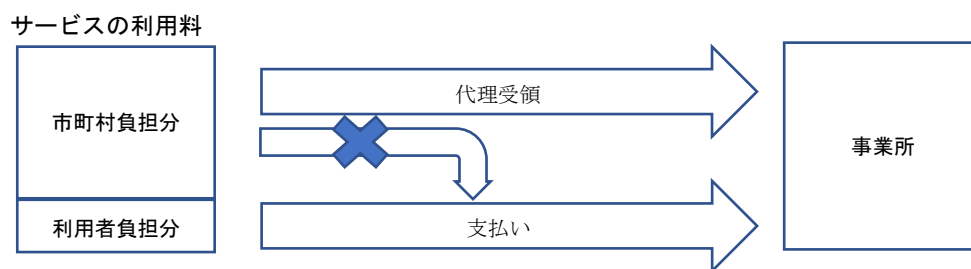 サービスの利用料
市町村負担分
代理受領
事業所
利用者負担分
支払い